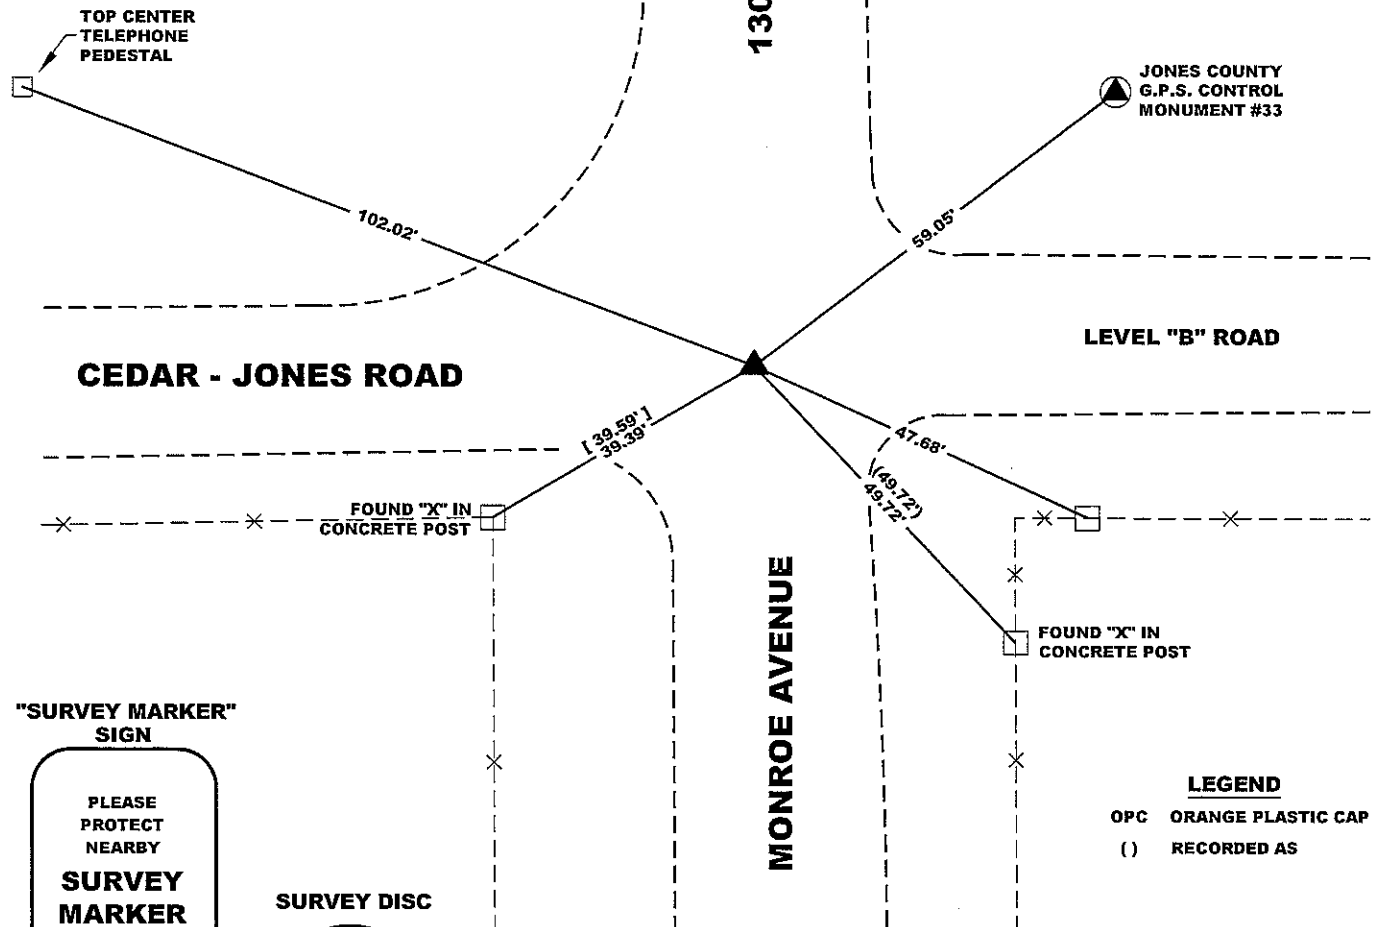 TOP CENTER
TELEPHONE
PEDESTAL
130
JONES COUNTY
G.P.S. CONTROL
MONUMENT #33
102.02'
59.05'
LEVEL "B" ROAD
CEDAR - JONES ROAD
[ 39.59' ]
39.39'
47.68'
(49.72')
49.72'
FOUND "X" IN
CONCRETE POST
MONROE AVENUE
FOUND "X" IN
CONCRETE POST
"SURVEY MARKER"
SIGN
PLEASE
PROTECT
NEARBY
SURVEY
MARKER
SURVEY DISC
LEGEND
OPC ORANGE PLASTIC CAP
( ) RECORDED AS